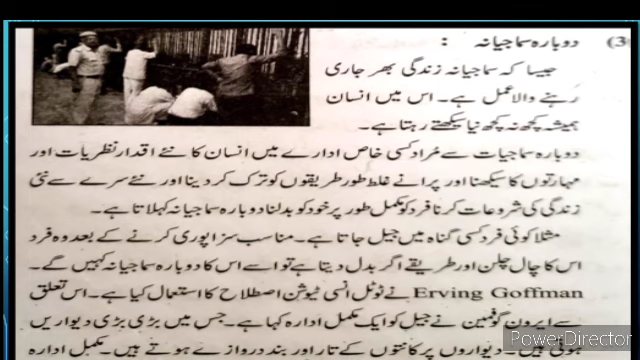 3) دوبارہ سماجیانہ :
جیسا کہ سماجیانہ زندگی بھر جاری
رہنے والا عمل ہے۔ اس میں انسان
ہمیشہ کچھ نہ کچھ نیا سیکھتے رہتا ہے۔
دوبارہ سماجیات سے مُراد کسی خاص ادارے میں انسان کا نئے اقدار نظریات اور
مہارتوں کا سیکھنا اور پرانے غلط طور طریقوں کو ترک کر دینا اور نئے سرے سے نئی
زندگی کی شروعات کرنا فرد کو مکمل طور پر خود کو بدلنا دوبارہ سماجیانہ کہلاتا ہے۔
مثلاً کوئی فرد کسی گناہ میں جیل جاتا ہے۔ مناسب سزا پوری کرنے کے بعد وہ فرد
اس کا چال چلن اور طریقے اگر بدل دیتا ہے تو اسے اس کا دوبارہ سماجیانہ کہیں گے۔
Erving Goffman نے ٹوٹل انسی ٹیوشن اصطلاح کا استعمال کیا ہے۔ اس تعلق
سے ایرون گوفمین نے جیل کو ایک مکمل ادارہ کہا ہے۔ جس میں بڑی بڑی دیواریں
ہیں۔ دیواروں پر کانٹوں کے تار اور بند دروازے ہوتے ہیں۔ مکمل ادارہ
PowerDirector